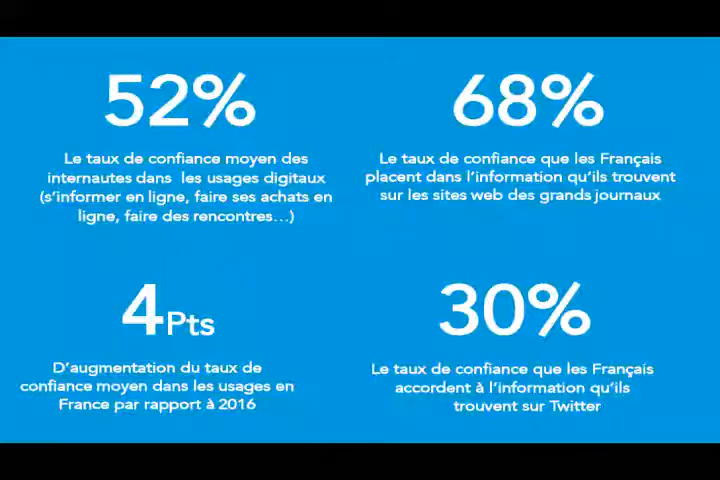 52%
Le taux de confiance moyen des
internautes dans les usages digitaux
(s'informer en ligne, faire ses achats en
ligne, faire des rencontres...)
68%
Le taux de confiance que les Français
placent dans l'information qu'ils trouvent
sur les sites web des grands journaux
4Pts
D'augmentation du taux de
confiance moyen dans les usages en
France par rapport à 2016
30%
Le taux de confiance que les Français
accordent à l'information qu'ils
trouvent sur Twitter